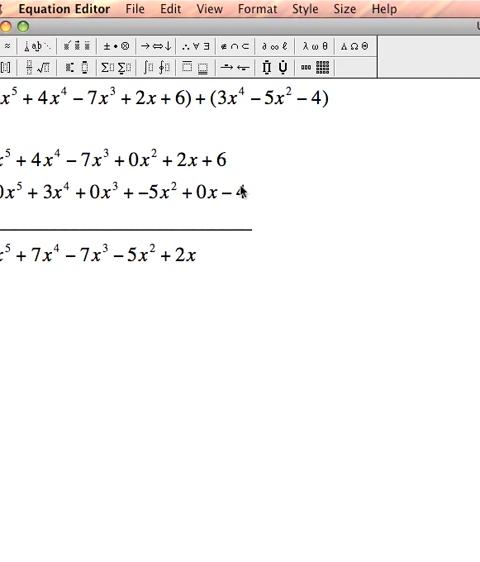 Equation Editor File Edit View Format Style Size Help
x⁵ + 4x⁴ − 7x³ + 2x + 6) + (3x⁴ − 5x² − 4)
x⁵ + 4x⁴ − 7x³ + 0x² + 2x + 6
0x⁵ + 3x⁴ + 0x³ + −5x² + 0x − 4
x⁵ + 7x⁴ − 7x³ − 5x² + 2x